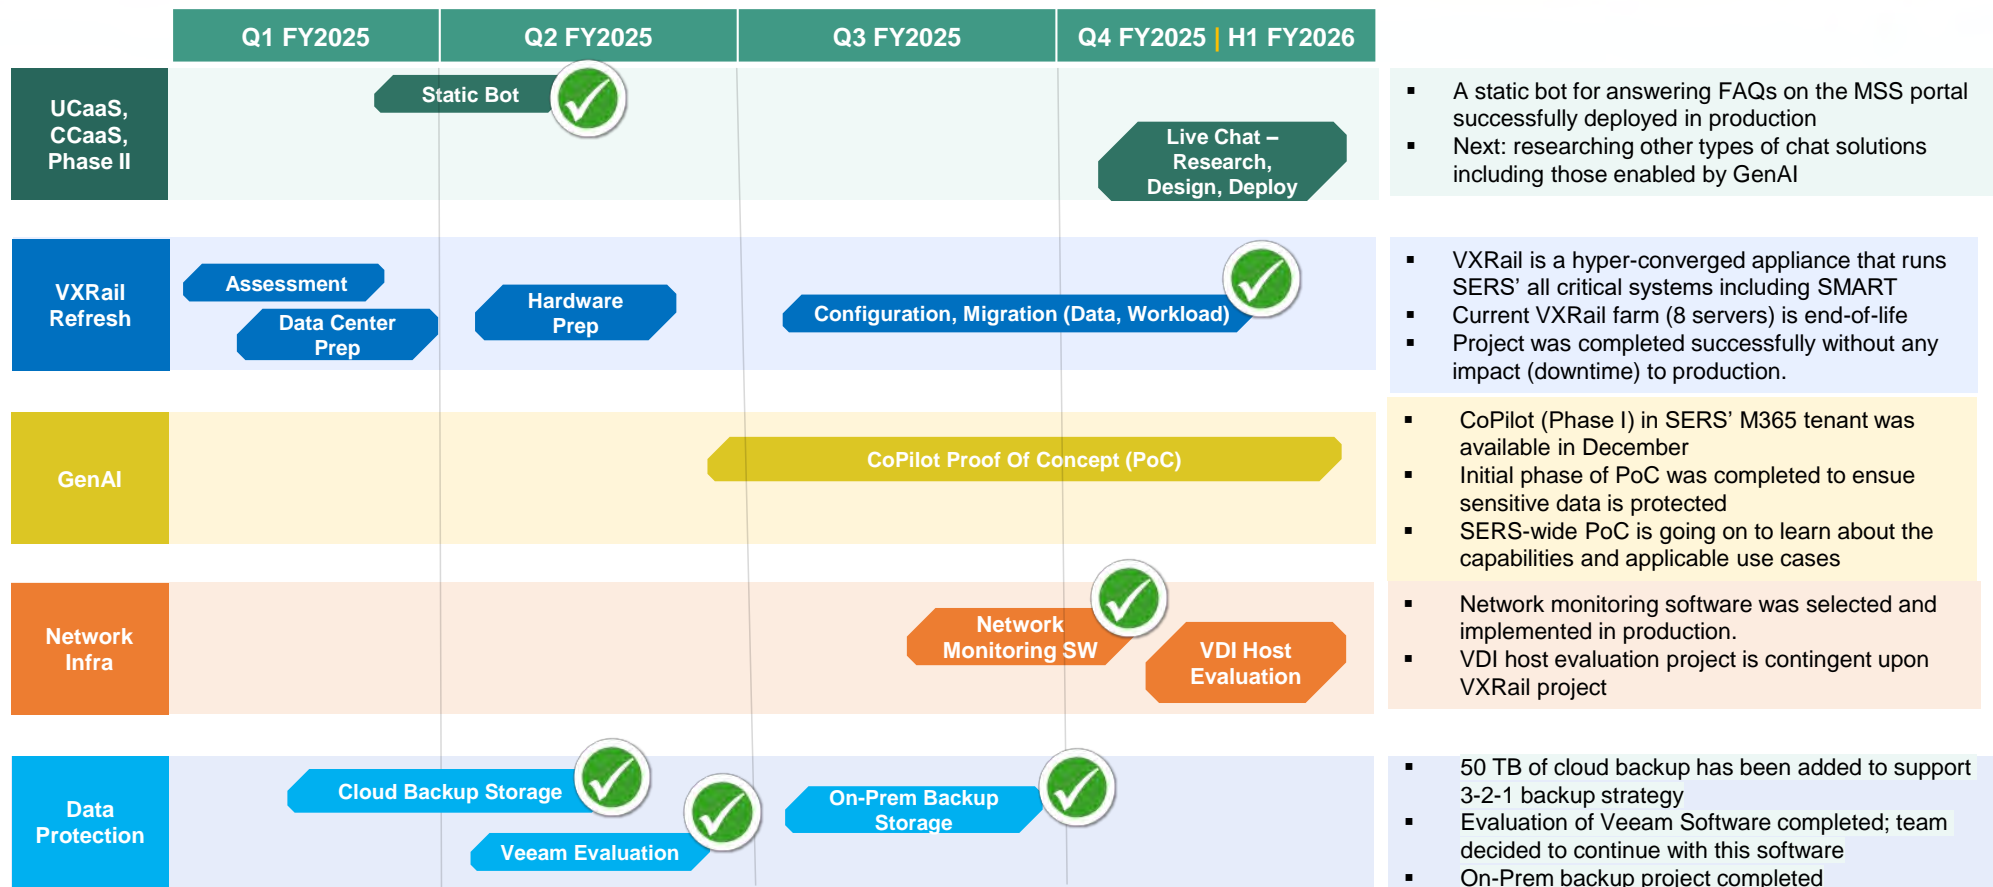 Q1 FY2025
Q2 FY2025
Q3 FY2025
Q4 FY2025 | H1 FY2026
UCaaS,
CCaaS,
Phase II
Static Bot
Live Chat –
Research,
Design, Deploy
▪ A static bot for answering FAQs on the MSS portal
successfully deployed in production
▪ Next: researching other types of chat solutions
including those enabled by GenAI
VXRail
Refresh
Assessment
Data Center
Prep
Hardware
Prep
Configuration, Migration (Data, Workload)
▪ VXRail is a hyper-converged appliance that runs
SERS’ all critical systems including SMART
▪ Current VXRail farm (8 servers) is end-of-life
▪ Project was completed successfully without any
impact (downtime) to production.
GenAI
CoPilot Proof Of Concept (PoC)
▪ CoPilot (Phase I) in SERS’ M365 tenant was
available in December
▪ Initial phase of PoC was completed to ensue
sensitive data is protected
▪ SERS-wide PoC is going on to learn about the
capabilities and applicable use cases
Network
Infra
Network
Monitoring SW
VDI Host
Evaluation
▪ Network monitoring software was selected and
implemented in production.
▪ VDI host evaluation project is contingent upon
VXRail project
Data
Protection
Cloud Backup Storage
Veeam Evaluation
On-Prem Backup
Storage
▪ 50 TB of cloud backup has been added to support
3-2-1 backup strategy
▪ Evaluation of Veeam Software completed; team
decided to continue with this software
▪ On-Prem backup project completed